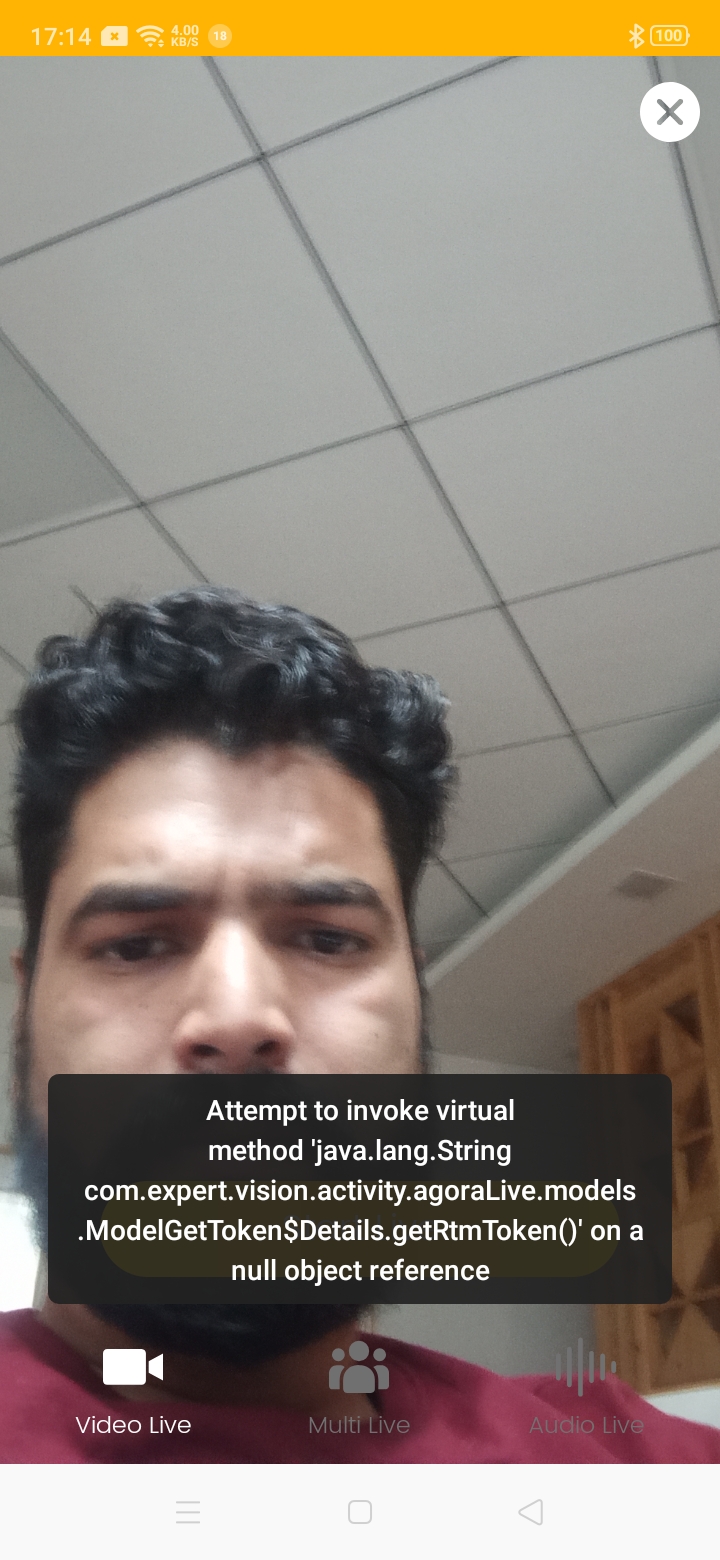 17:14 4.00 KB/S 18 100
Attempt to invoke virtual
method 'java.lang.String
com.expert.vision.activity.agoraLive.models
.ModelGetToken$Details.getRtmToken()' on a
null object reference
Video Live Multi Live Audio Live